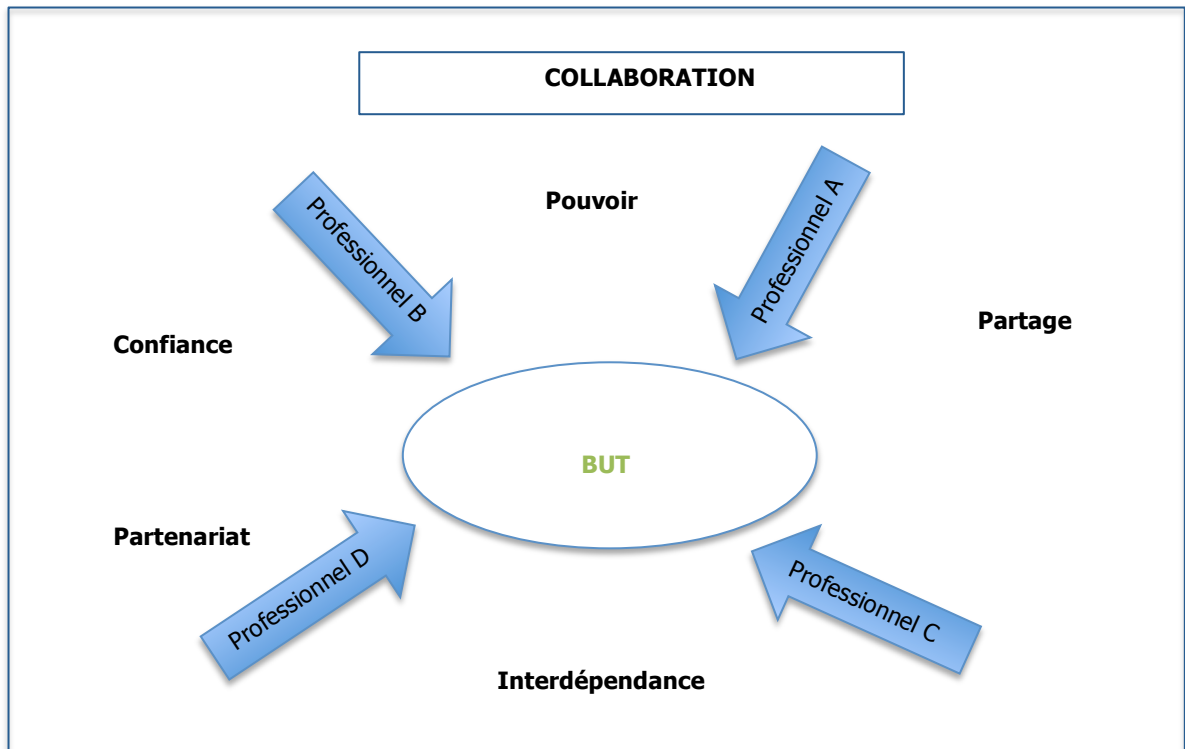 COLLABORATION
Pouvoir
Professionnel B
Professionnel A
Confiance
Partage
BUT
Partenariat
Professionnel D
Professionnel C
Interdépendance